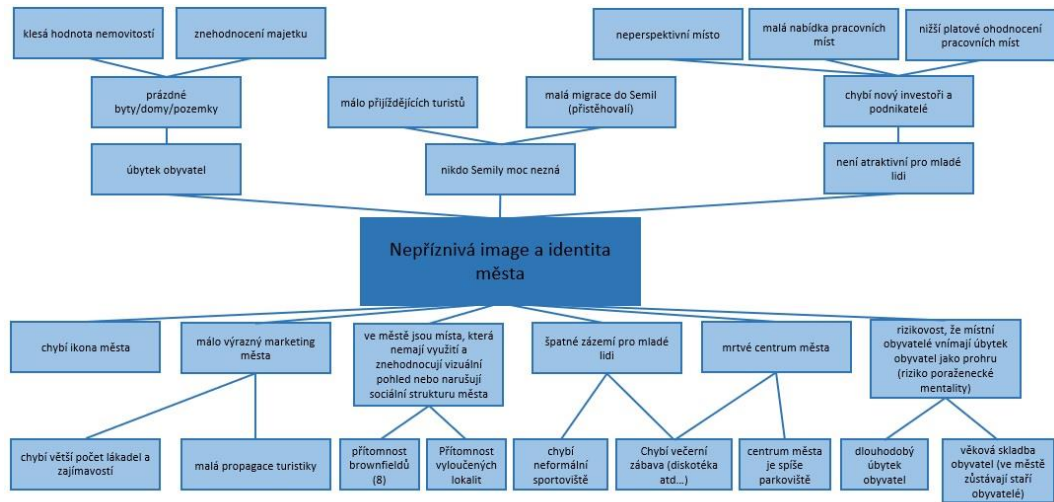 klesá hodnota nemovitostí
znehodnocení majetku
neperspektivní místo
malá nabídka pracovních
míst
nižší platové ohodnocení
pracovních míst
prázdné
byty/domy/pozemky
málo přijíždějících turistů
malá migrace do Semil
(přistěhovalí)
chybí nový investoři a
podnikatelé
úbytek obyvatel
nikdo Semily moc nezná
není atraktivní pro mladé
lidi
Nepříznivá image a identita
města
chybí ikona města
málo výrazný marketing
města
ve městě jsou místa, která
nemají využití a
znehodnocují vizuální
pohled nebo narušují
sociální strukturu města
špatné zázemí pro mladé
lidi
mrtvé centrum města
rizikovost, že místní
obyvatelé vnímají úbytek
obyvatel jako prohru
(riziko poraženecké
mentality)
chybí větší počet lákadel a
zajímavostí
malá propagace turistiky
přítomnost
brownfieldů
(8)
Přítomnost
vyloučených
lokalit
chybí
neformální
sportoviště
Chybí večerní
zábava (diskotéka
atd...)
centrum města
je spíše
parkoviště
dlouhodobý
úbytek
obyvatel
věková skladba
obyvatel (ve městě
zůstávají staří
obyvatelé)